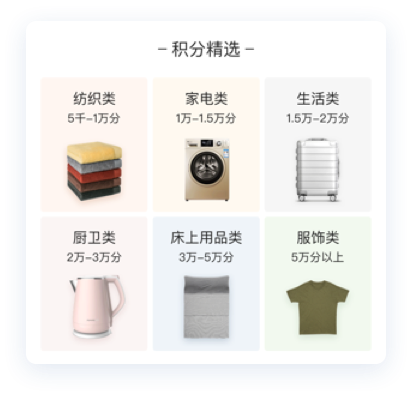 – 积分精选 –
纺织类
5千–1万分
家电类
1万–1.5万分
生活类
1.5万–2万分
厨卫类
2万–3万分
床上用品类
3万–5万分
服饰类
5万分以上